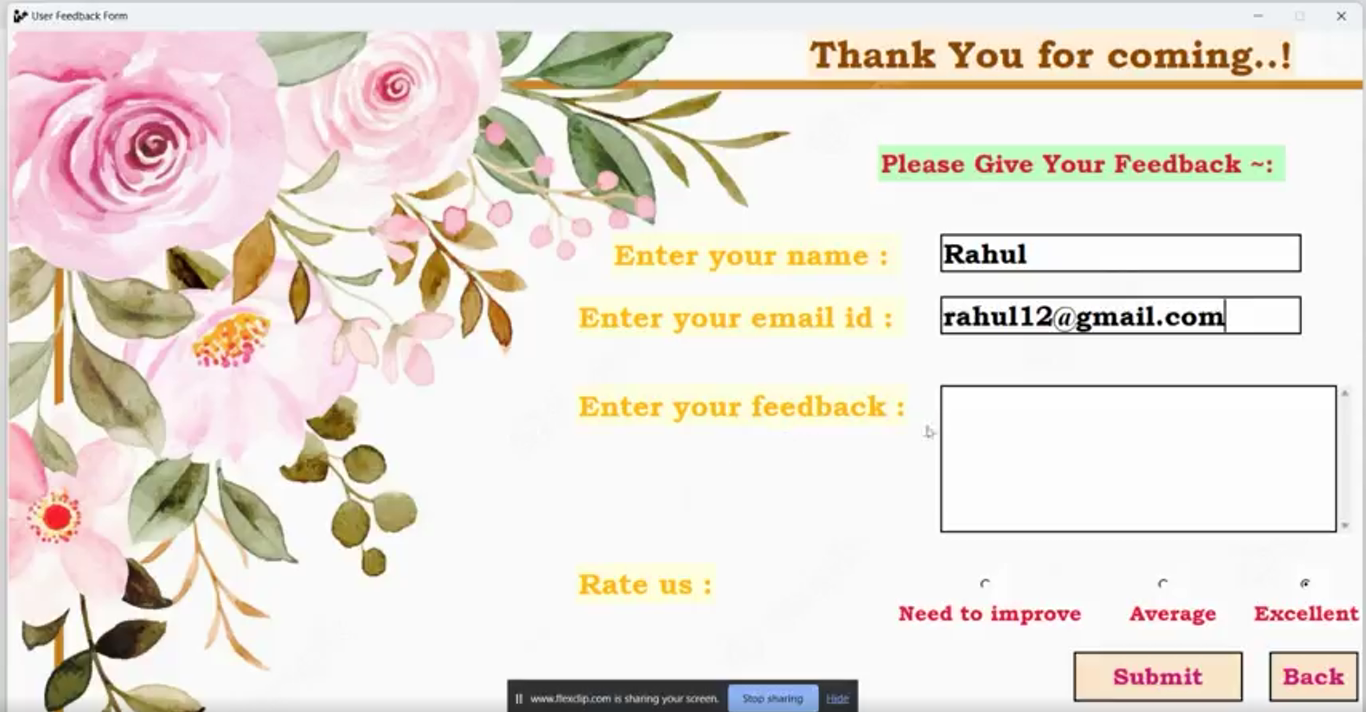 User Feedback Form
Thank You for coming..!
Please Give Your Feedback ~:
Enter your name : Rahul
Enter your email id : rahul12@gmail.com
Enter your feedback :
Rate us :
Need to improve Average Excellent
Submit Back
www.flexclip.com is sharing your screen. Stop sharing Hide